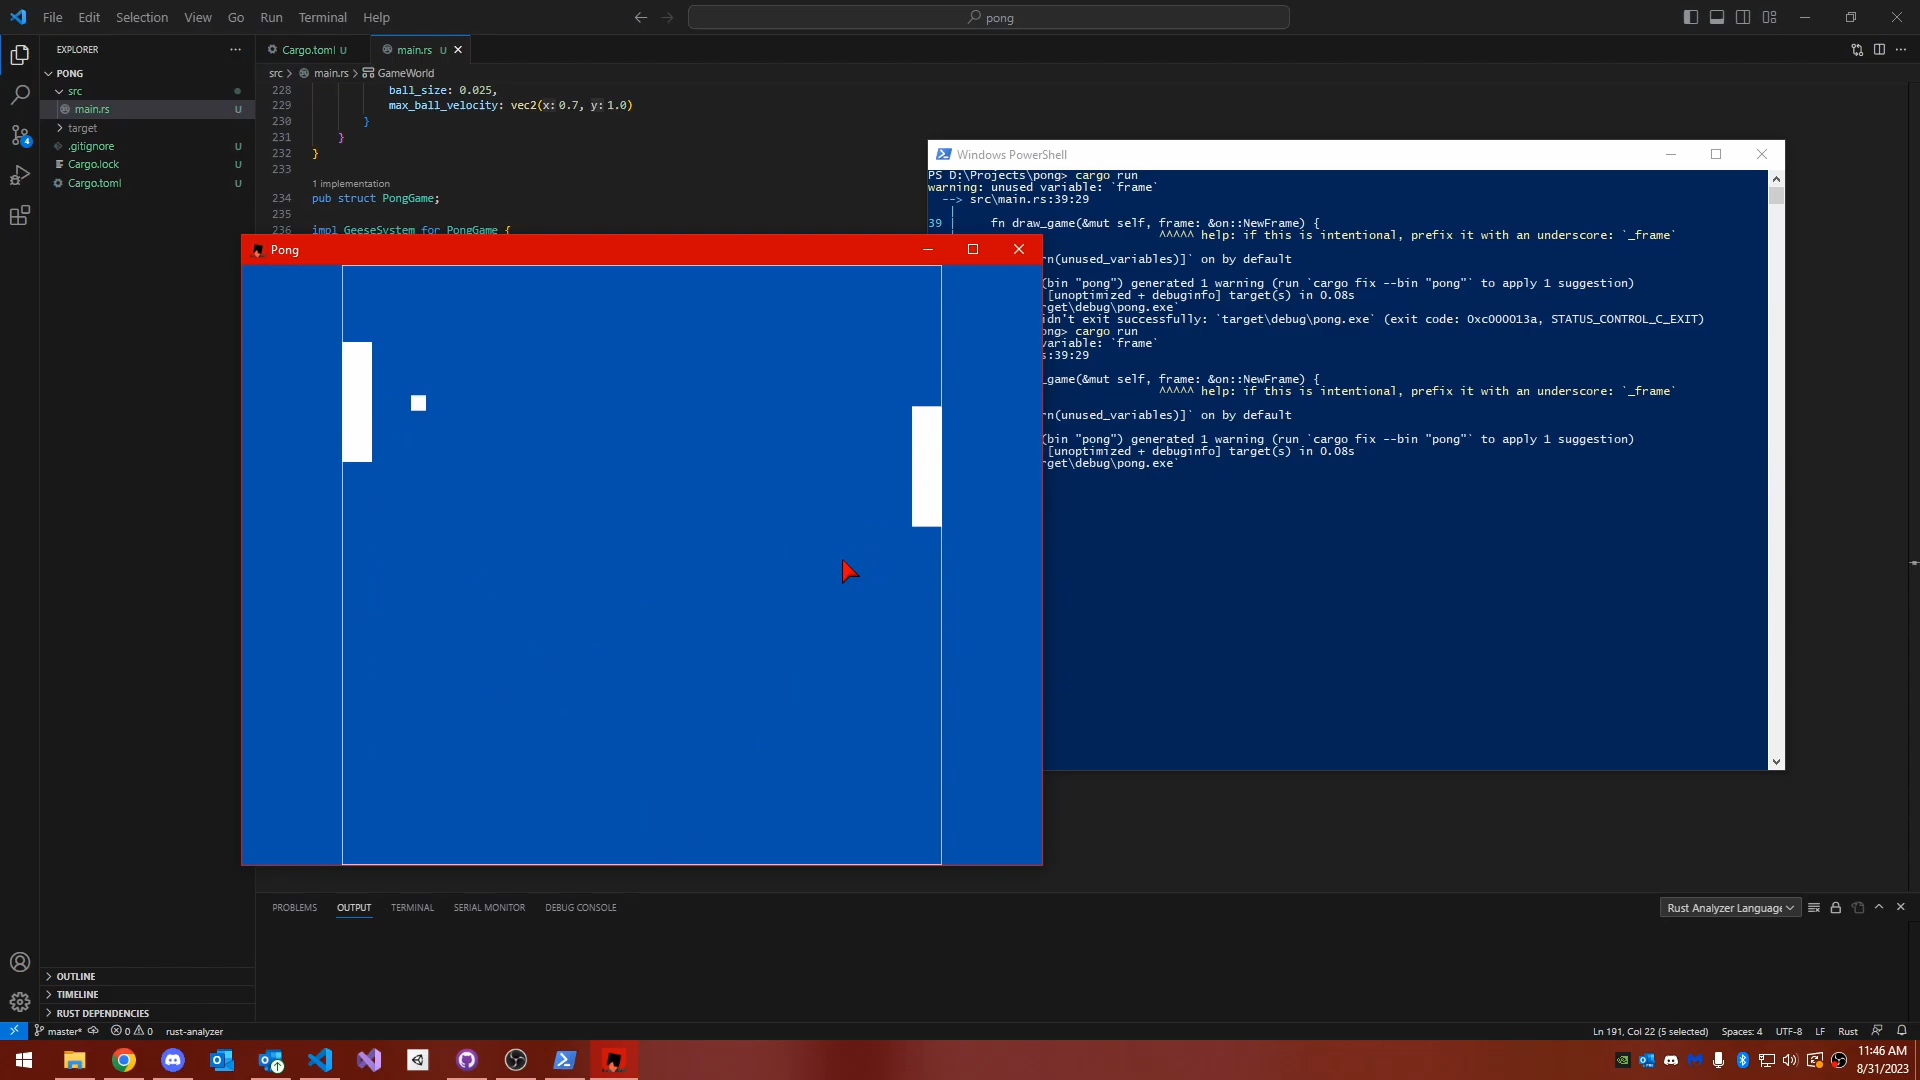 File Edit Selection View Go Run Terminal Help
pong
EXPLORER
PONG
src
main.rs U
target
.gitignore U
Cargo.lock U
Cargo.toml U
Cargo.toml U
main.rs U
src > main.rs > GameWorld
228 ball_size: 0.025,
229 max_ball_velocity: vec2(x: 0.7, y: 1.0)
230 }
231 }
232 }
233
1 implementation
234 pub struct PongGame;
235
236 impl GeeseSystem for PongGame {
Windows PowerShell
PS D:\Projects\pong> cargo run
warning: unused variable: `frame`
--> src\main.rs:39:29
|
39 | fn draw_game(&mut self, frame: &on::NewFrame) {
^^^^^ help: if this is intentional, prefix it with an underscore: `_frame`
rn(unused_variables)]` on by default
(bin "pong") generated 1 warning (run `cargo fix --bin "pong"` to apply 1 suggestion)
[unoptimized + debuginfo] target(s) in 0.08s
rget\debug\pong.exe`
idn't exit successfully: `target\debug\pong.exe` (exit code: 0xc000013a, STATUS_CONTROL_C_EXIT)
ong> cargo run
variable: `frame`
s:39:29
_game(&mut self, frame: &on::NewFrame) {
^^^^^ help: if this is intentional, prefix it with an underscore: `_frame`
rn(unused_variables)]` on by default
(bin "pong") generated 1 warning (run `cargo fix --bin "pong"` to apply 1 suggestion)
[unoptimized + debuginfo] target(s) in 0.08s
rget\debug\pong.exe`
Pong
PROBLEMS OUTPUT TERMINAL SERIAL MONITOR DEBUG CONSOLE
Rust Analyzer Language
OUTLINE
TIMELINE
RUST DEPENDENCIES
master* 0 0 rust-analyzer
Ln 191, Col 22 (5 selected) Spaces: 4 UTF-8 LF Rust
11:46 AM
8/31/2023